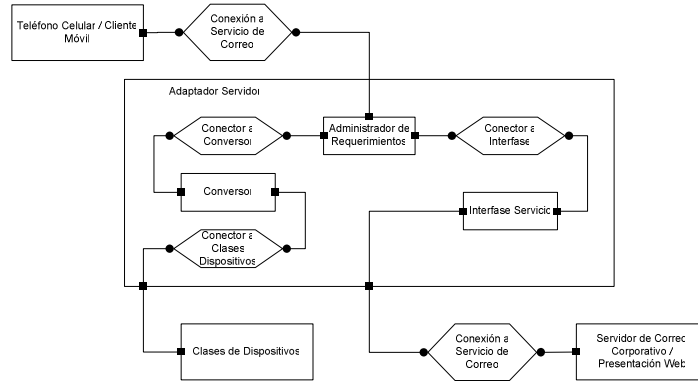 Teléfono Celular / Cliente
Móvil
Conexión a
Servicio de
Correo
Adaptador Servidor
Conector a
Conversor
Administrador de
Requerimientos
Conector a
Interfase
Conversor
Interfase Servicio
Conector a
Clases
Dispositivos
Clases de Dispositivos
Conexión a
Servicio de
Correo
Servidor de Correo
Corporativo /
Presentación Web